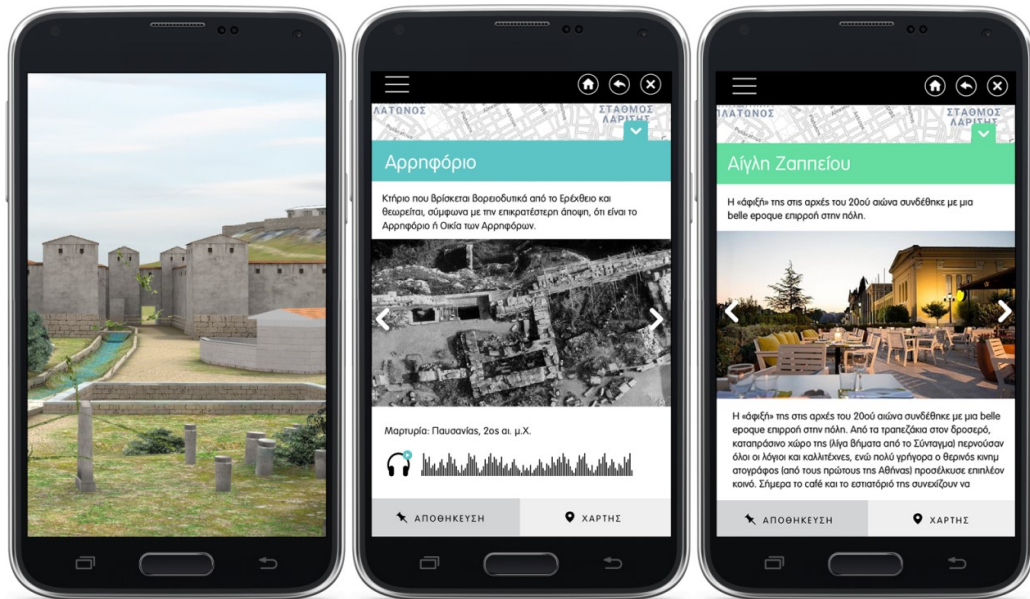 ΛΑΤΩΝΟΣ
ΣΤΑΘΜΟΣ
ΛΑΡΙΣΗΣ
Αρρηφόριο
Κτήριο που βρίσκεται βορειοδυτικά από το Ερέχθειο και
θεωρείται, σύμφωνα με την επικρατέστερη άποψη, ότι είναι το
Αρρηφόριο ή Οικία των Αρρηφόρων.
Μαρτυρία: Παυσανίας, 2ος αι. μ.Χ.
ΑΠΟΘΗΚΕΥΣΗ
ΧΑΡΤΗΣ
ΠΛΑΤΩΝΟΣ
ΣΤΑΘΜΟΣ
ΛΑΡΙΣΗΣ
Αίγλη Ζαππείου
Η «άφιξή» της στις αρχές του 20ού αιώνα συνδέθηκε με μια
belle epoque επιρροή στην πόλη.
Η «άφιξή» της στις αρχές του 20ού αιώνα συνδέθηκε με μια belle
epoque επιρροή στην πόλη. Από τα τραπεζάκια στον δροσερό,
καταπράσινο χώρο της (λίγα βήματα από το Σύνταγμα) περνούσαν
όλοι οι λόγιοι και καλλιτέχνες, ενώ πολύ γρήγορα ο θερινός κινημ
ατογράφος (από τους πρώτους της Αθήνας) προσέλκυσε επιπλέον
κοινό. Σήμερα το café και το εστιατόριό της συνεχίζουν να
ΑΠΟΘΗΚΕΥΣΗ
ΧΑΡΤΗΣ